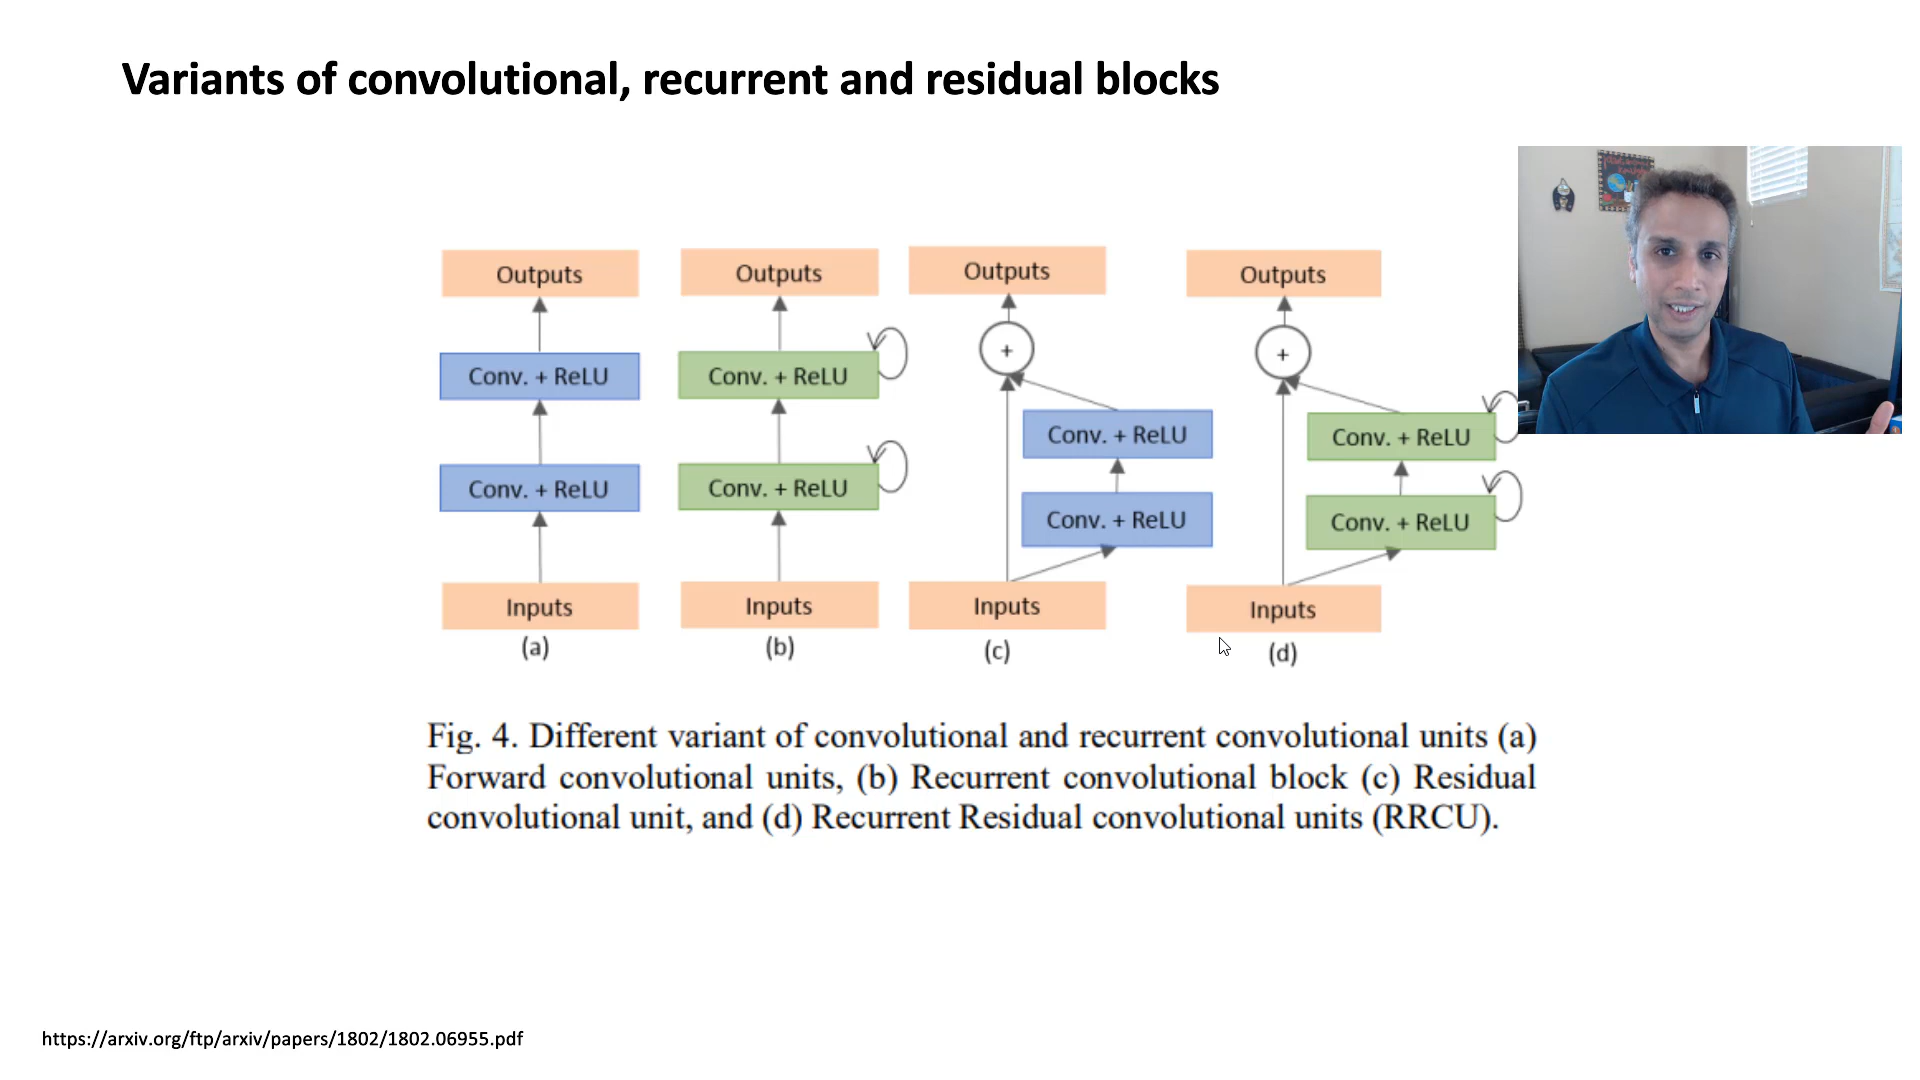 Variants of convolutional, recurrent and residual blocks
Outputs
Conv. + ReLU
Conv. + ReLU
Inputs
(a)
Outputs
Conv. + ReLU
Conv. + ReLU
Inputs
(b)
Outputs
+
Conv. + ReLU
Conv. + ReLU
Inputs
(c)
Outputs
+
Conv. + ReLU
Conv. + ReLU
Inputs
(d)
Fig. 4. Different variant of convolutional and recurrent convolutional units (a)
Forward convolutional units, (b) Recurrent convolutional block (c) Residual
convolutional unit, and (d) Recurrent Residual convolutional units (RRCU).
https://arxiv.org/ftp/arxiv/papers/1802/1802.06955.pdf